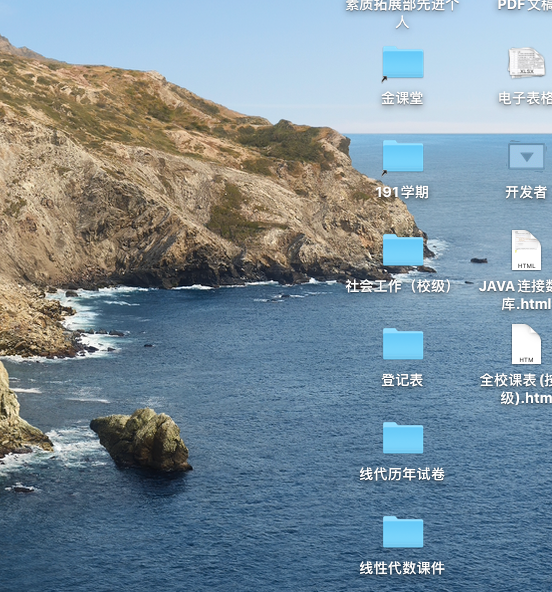 素质拓展部先进个
人
PDF文稿
金课堂
XLSX
电子表格
191学期
开发者
社会工作（校级）
HTML
JAVA 连接数
库.html
登记表
HTM
全校课表 (按
级).htm
线代历年试卷
线性代数课件